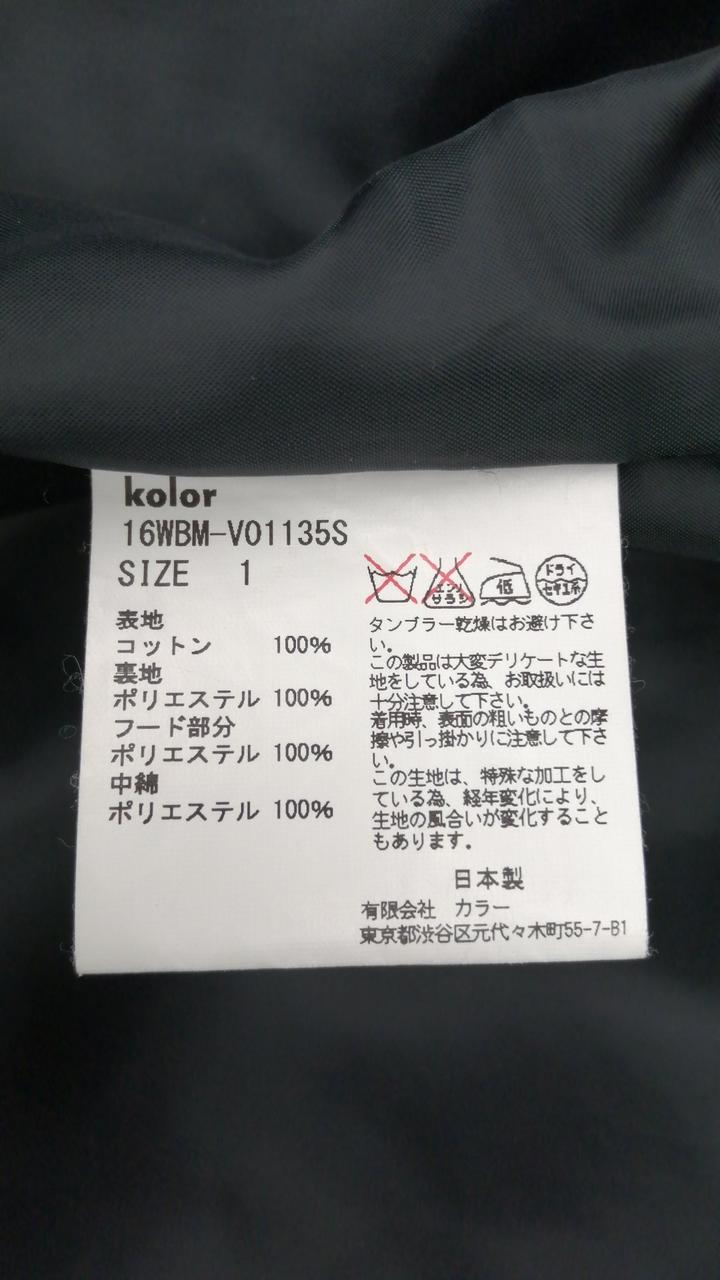 kolor
16WBM-V01135S
SIZE 1
表地
コットン 100%
裏地
ポリエステル 100%
フード部分
ポリエステル 100%
中綿
ポリエステル 100%
エンソ
サラシ
低
ドライ
セキユ系
タンブラー乾燥はお避け下さ
い。
この製品は大変デリケートな生
地をしている為、お取扱いには
十分注意して下さい。
着用時、表面の粗いものとの摩
擦や引っ掛かりに注意して下さ
い。
この生地は、特殊な加工をし
ている為、経年変化により、
生地の風合いが変化すること
もあります。
日本製
有限会社 カラー
東京都渋谷区元代々木町55-7-B1